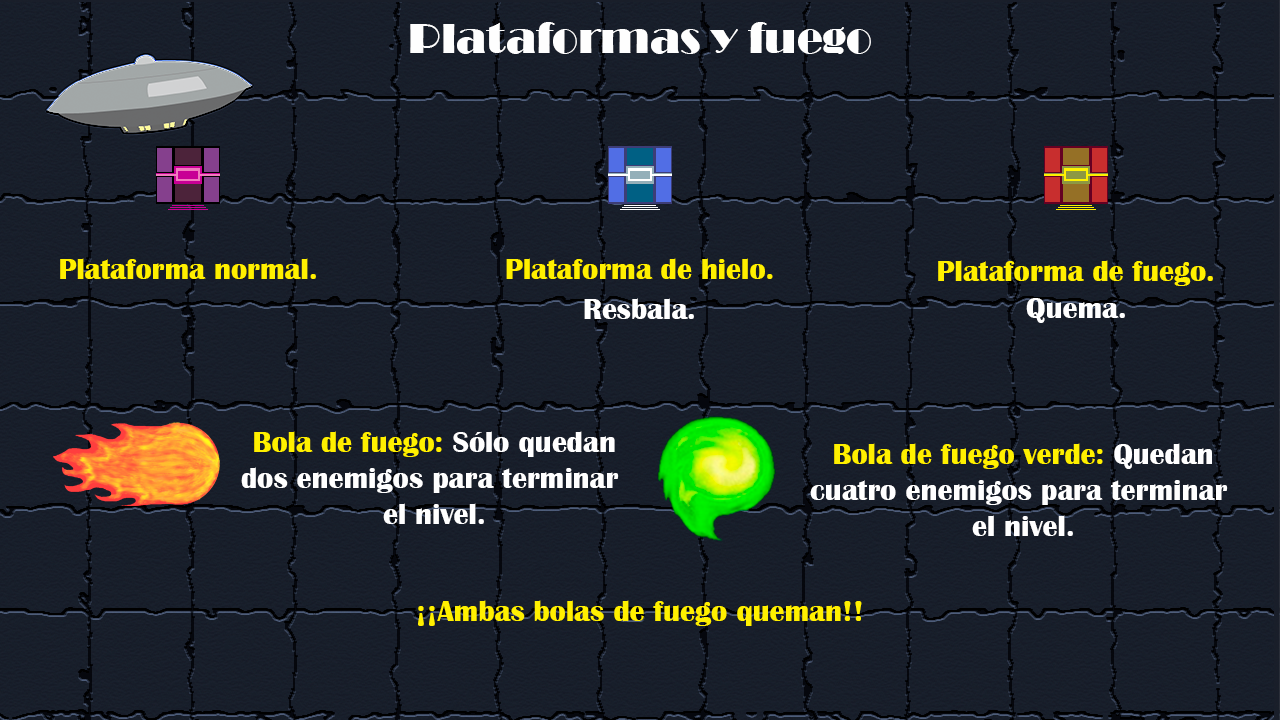 Plataformas y fuego
Plataforma normal.
Plataforma de hielo.
Resbala.
Plataforma de fuego.
Quema.
Bola de fuego: Sólo quedan
dos enemigos para terminar
el nivel.
Bola de fuego verde: Quedan
cuatro enemigos para terminar
el nivel.
¡¡Ambas bolas de fuego queman!!